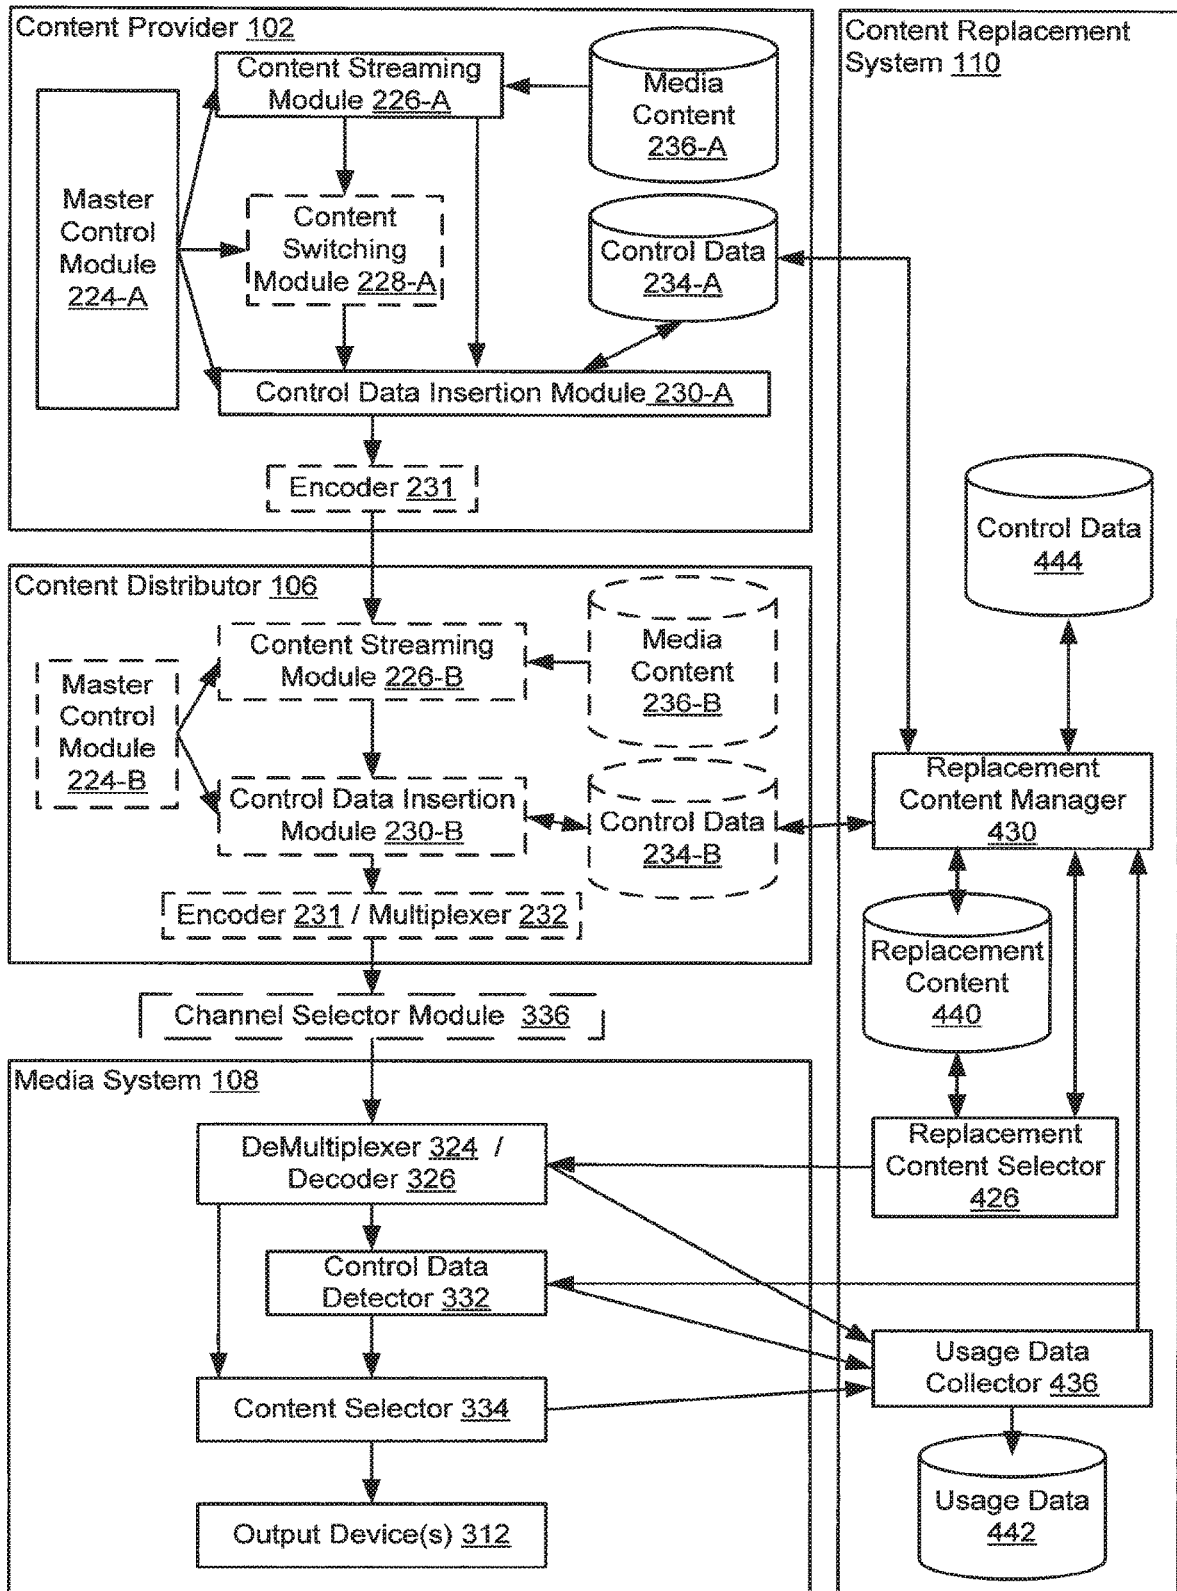 Content Provider 102
Content Streaming
Module 226-A
Media
Content
236-A
Master
Control
Module
224-A
Content
Switching
Module 228-A
Control Data
234-A
Control Data Insertion Module 230-A
Encoder 231
Content Distributor 106
Content Streaming
Module 226-B
Media
Content
236-B
Master
Control
Module
224-B
Control Data Insertion
Module 230-B
Control Data
234-B
Encoder 231 / Multiplexer 232
Channel Selector Module 336
Media System 108
DeMultiplexer 324 /
Decoder 326
Control Data
Detector 332
Content Selector 334
Output Device(s) 312
Content Replacement
System 110
Control Data
444
Replacement
Content Manager
430
Replacement
Content
440
Replacement
Content Selector
426
Usage Data
Collector 436
Usage Data
442